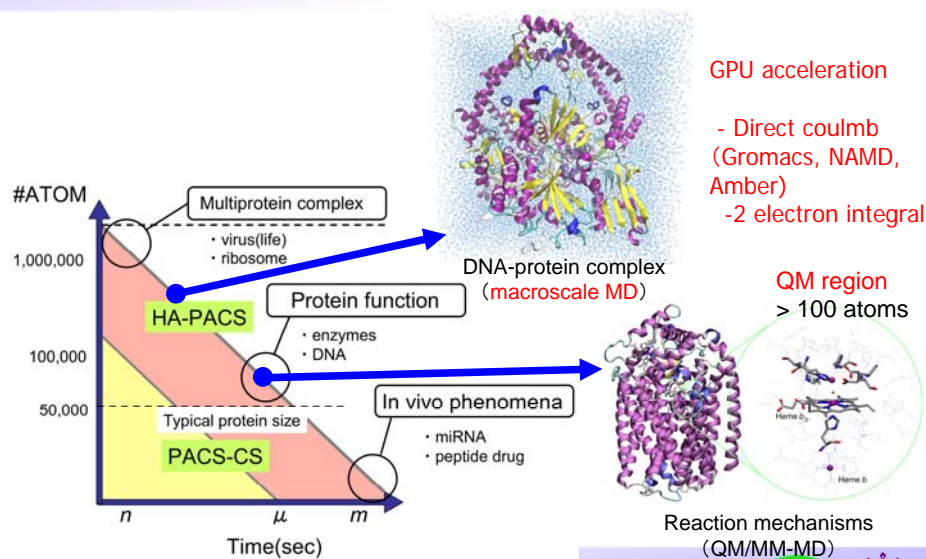 GPU acceleration
- Direct coulmb
（Gromacs, NAMD,
Amber)
-2 electron integral
#ATOM
1,000,000
100,000
50,000
Multiprotein complex
・virus(life)
・ribosome
HA-PACS
Protein function
・enzymes
・DNA
Typical protein size
PACS-CS
In vivo phenomena
・miRNA
・peptide drug
n
μ
m
Time(sec)
DNA-protein complex
（macroscale MD）
QM region
> 100 atoms
Heme b₃
Heme b
Reaction mechanisms
（QM/MM-MD）